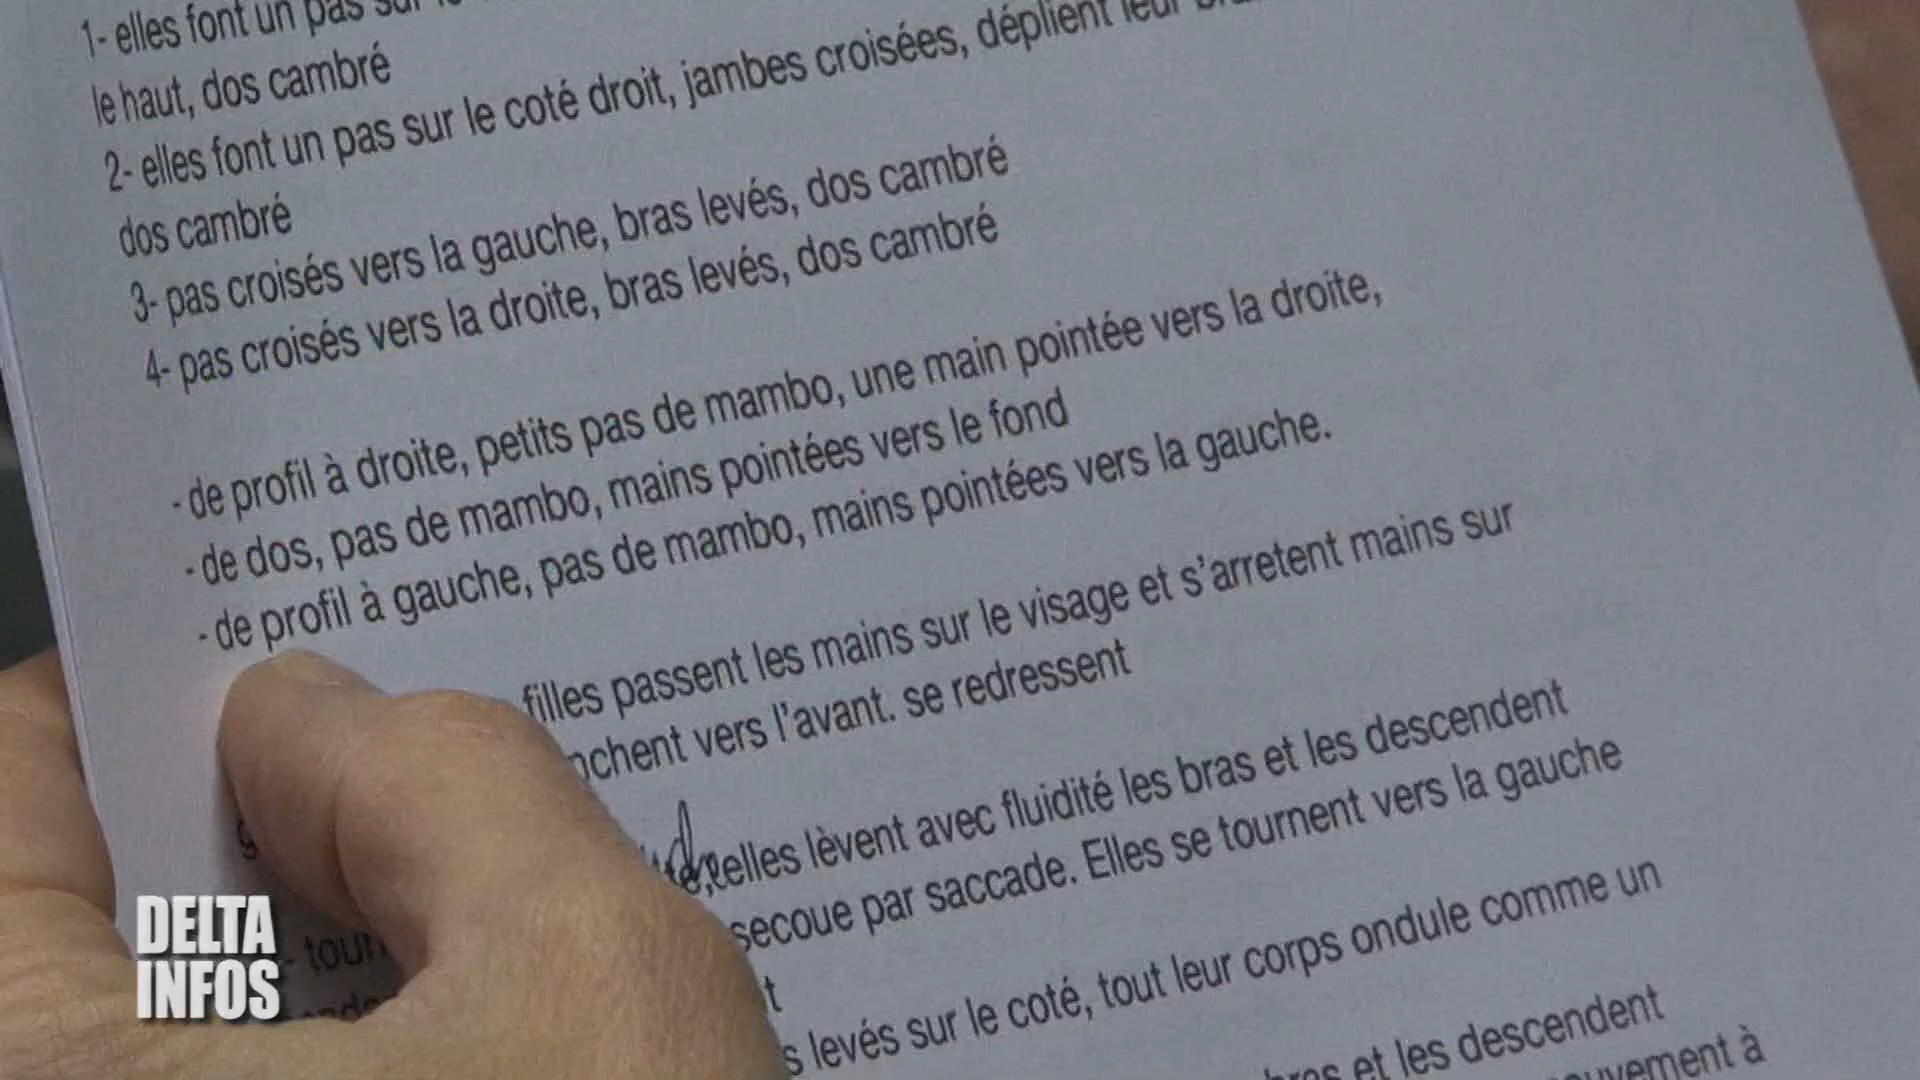 1- elles font un pas sur
le haut, dos cambré
2- elles font un pas sur le coté droit, jambes croisées, déplient leur
dos cambré
3- pas croisés vers la gauche, bras levés, dos cambré
4- pas croisés vers la droite, bras levés, dos cambré
- de profil à droite, petits pas de mambo, une main pointée vers la droite,
- de dos, pas de mambo, mains pointées vers le fond
- de profil à gauche, pas de mambo, mains pointées vers la gauche.
filles passent les mains sur le visage et s'arretent mains sur
vers l'avant. se redressent
elles lèvent avec fluidité les bras et les descendent
secoue par saccade. Elles se tournent vers la gauche
levés sur le coté, tout leur corps ondule comme un
et les descendent
à
DELTA
INFOS